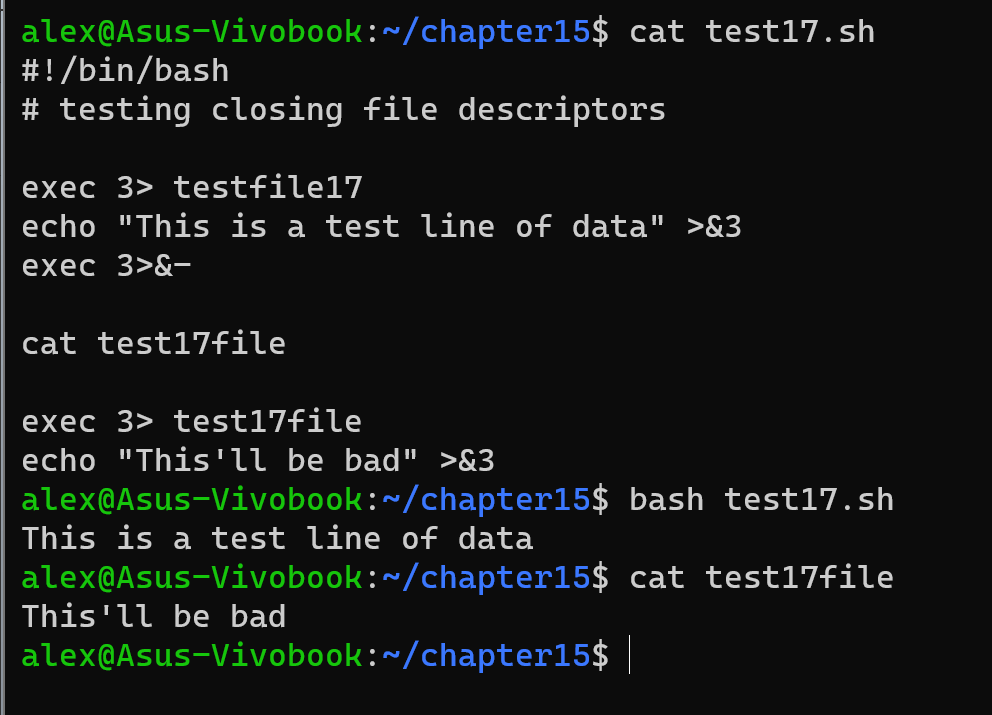 alex@Asus-Vivobook:~/chapter15$ cat test17.sh
#!/bin/bash
# testing closing file descriptors
exec 3> testfile17
echo "This is a test line of data" >&3
exec 3>&-
cat test17file
exec 3> test17file
echo "This'll be bad" >&3
alex@Asus-Vivobook:~/chapter15$ bash test17.sh
This is a test line of data
alex@Asus-Vivobook:~/chapter15$ cat test17file
This'll be bad
alex@Asus-Vivobook:~/chapter15$